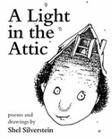 A Light
in the Attic
poems and
drawings by
Shel Silverstein